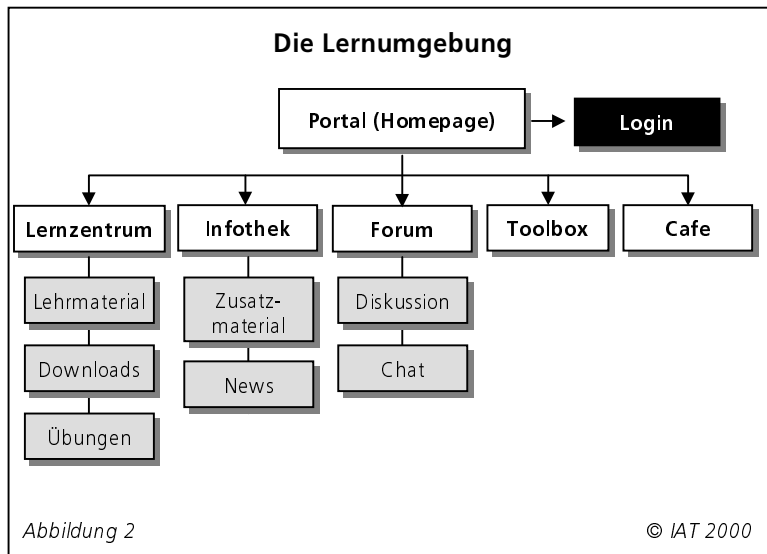 Die Lernumgebung
Portal (Homepage)
Login
Lernzentrum
Infothek
Forum
Toolbox
Cafe
Lehrmaterial
Zusatz-
material
Diskussion
Downloads
News
Chat
Übungen
Abbildung 2
© IAT 2000